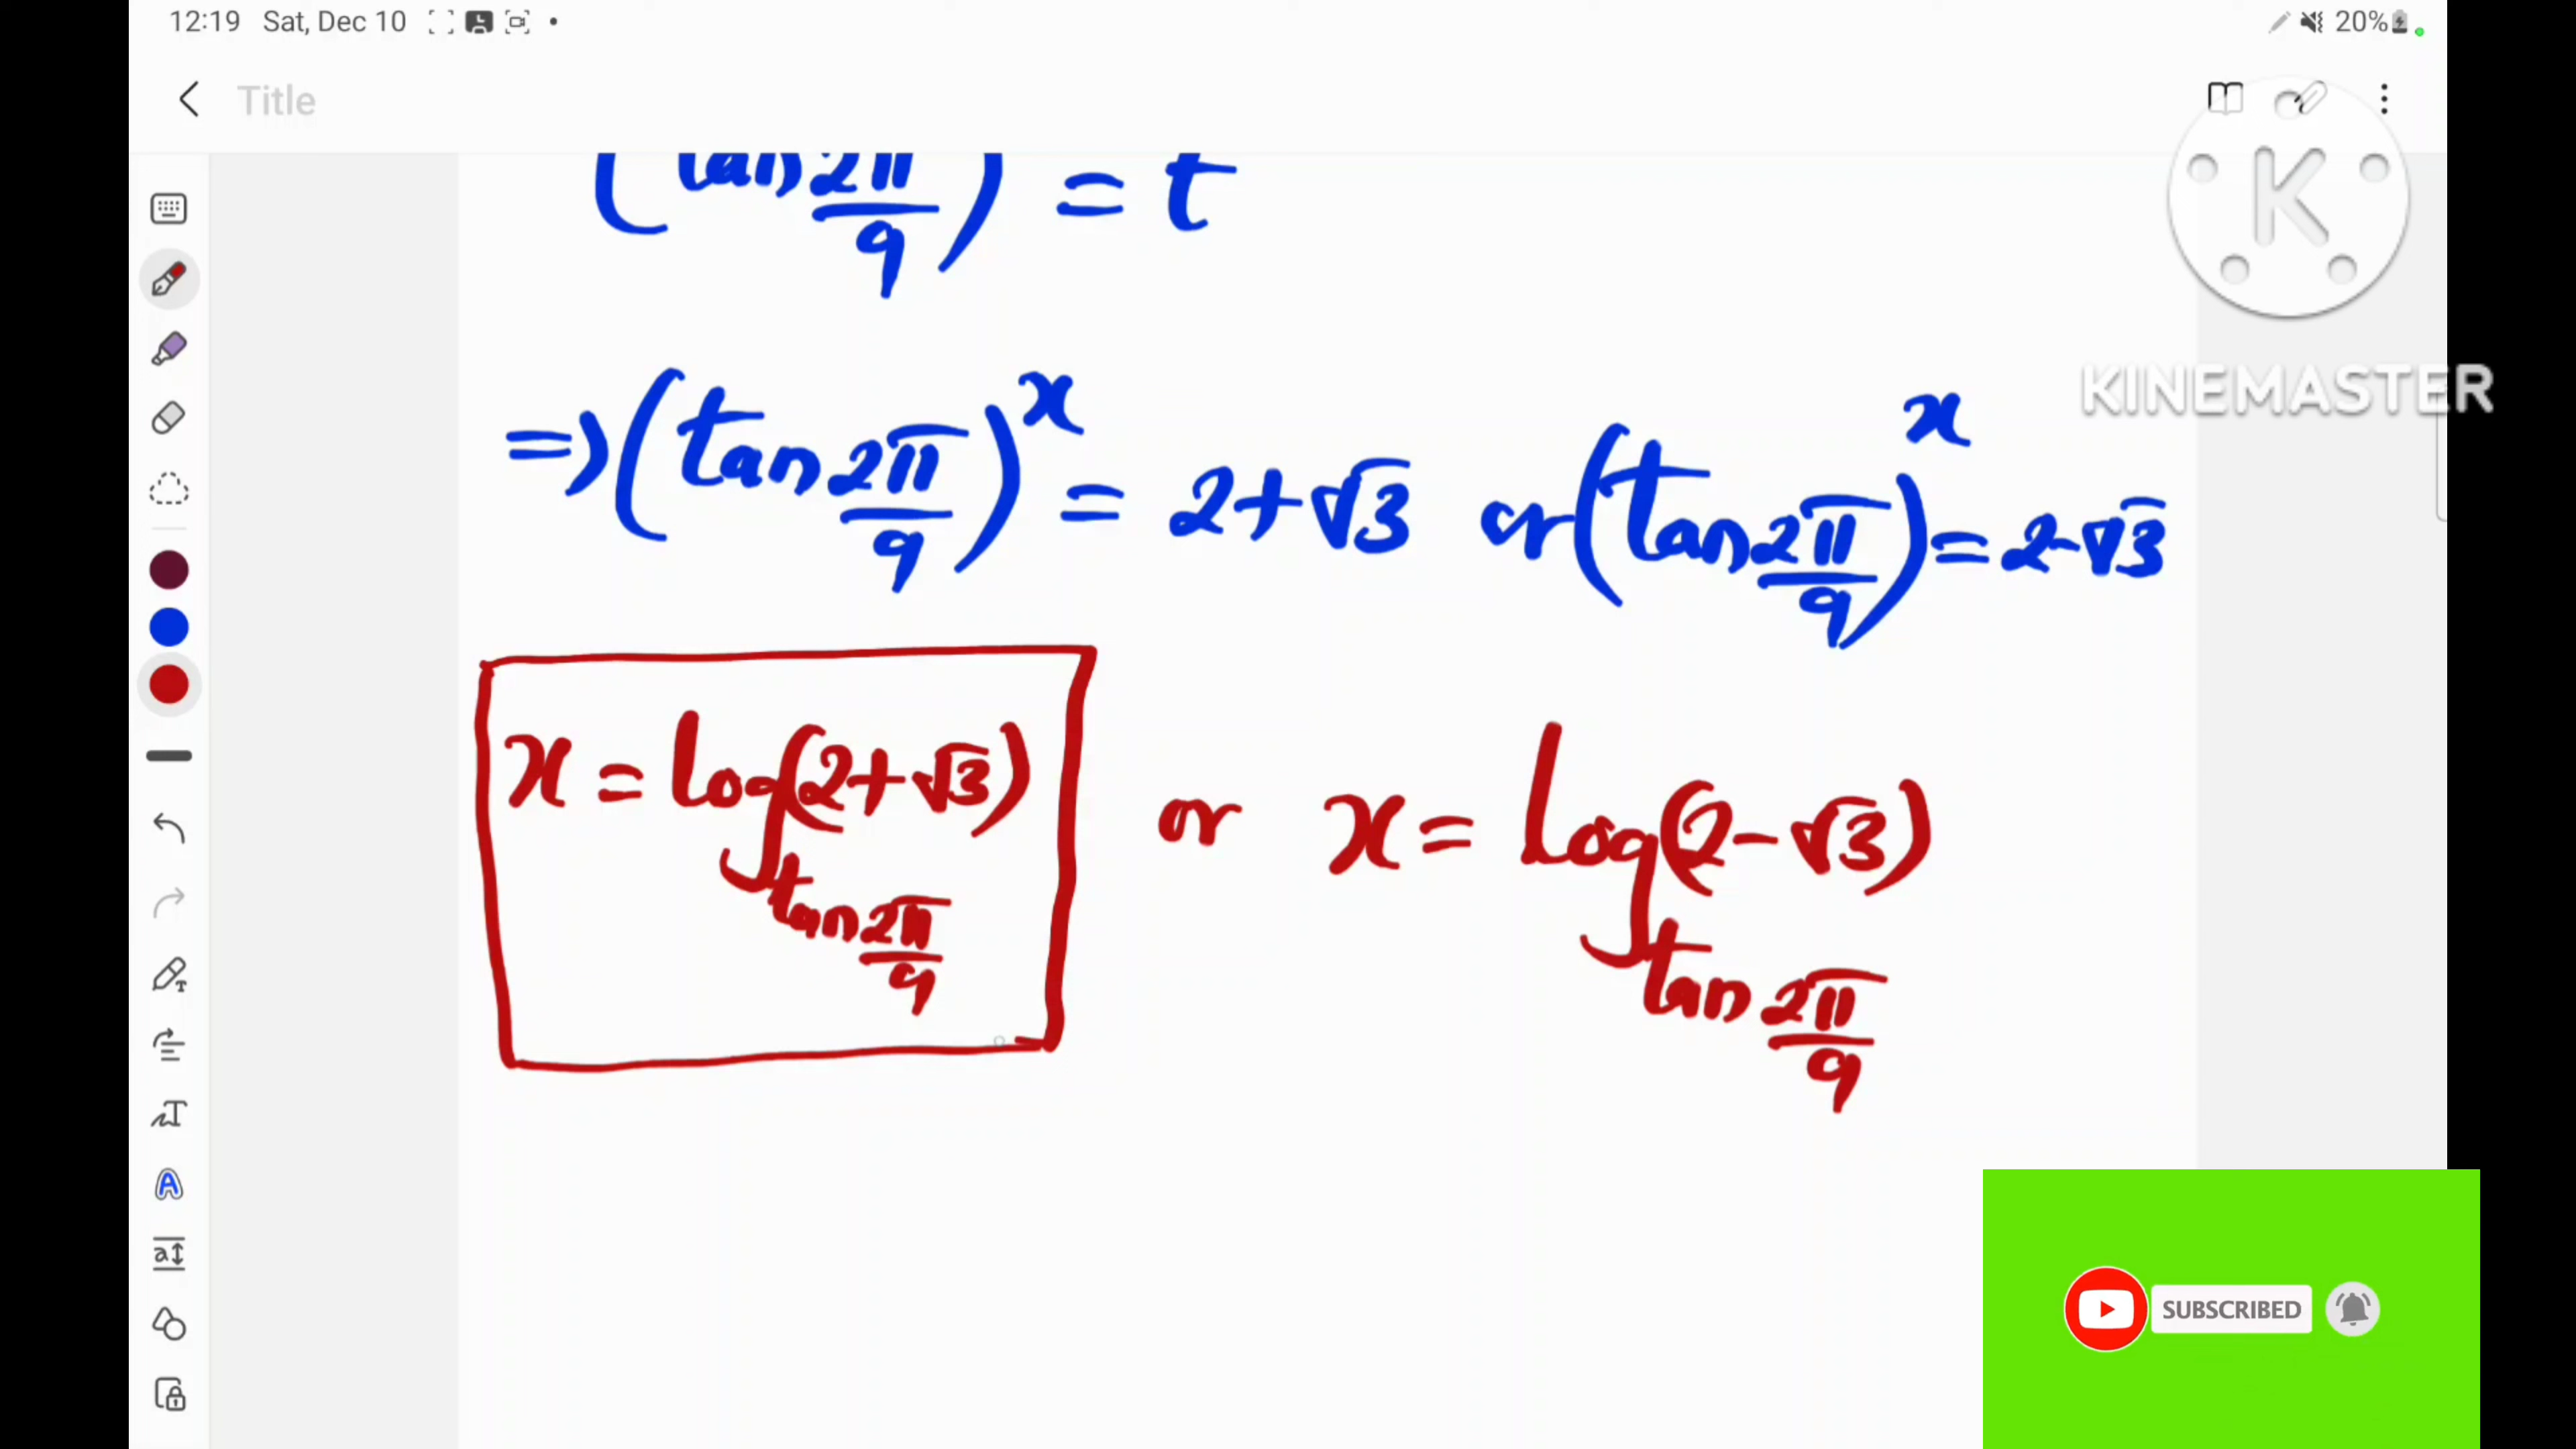 12:19 Sat, Dec 10
20%
Title
K
KINEMASTER
(tan 2π/9) = t
=> (tan 2π/9)^x = 2+√3 or (tan 2π/9)^x = 2-√3
x = log_(tan 2π/9) (2+√3) or x = log_(tan 2π/9) (2-√3)
SUBSCRIBED